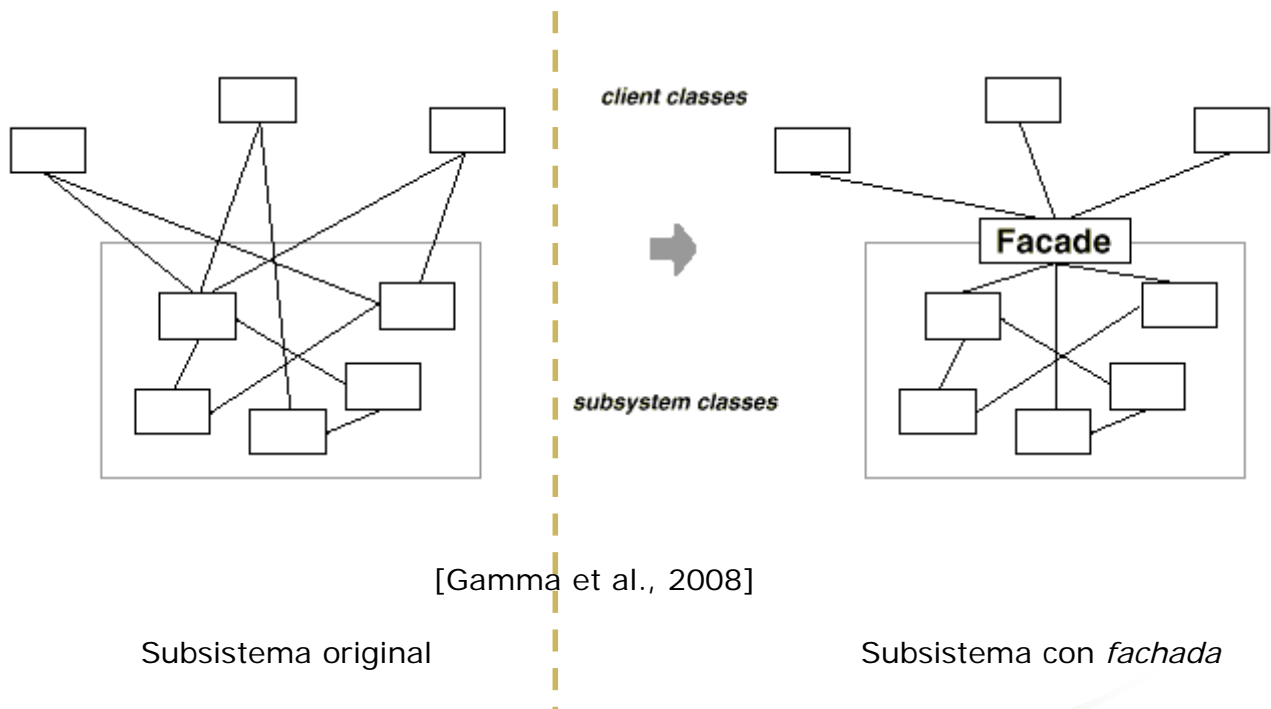 client classes
Facade
subsystem classes
[Gamma et al., 2008]
Subsistema original
Subsistema con fachada